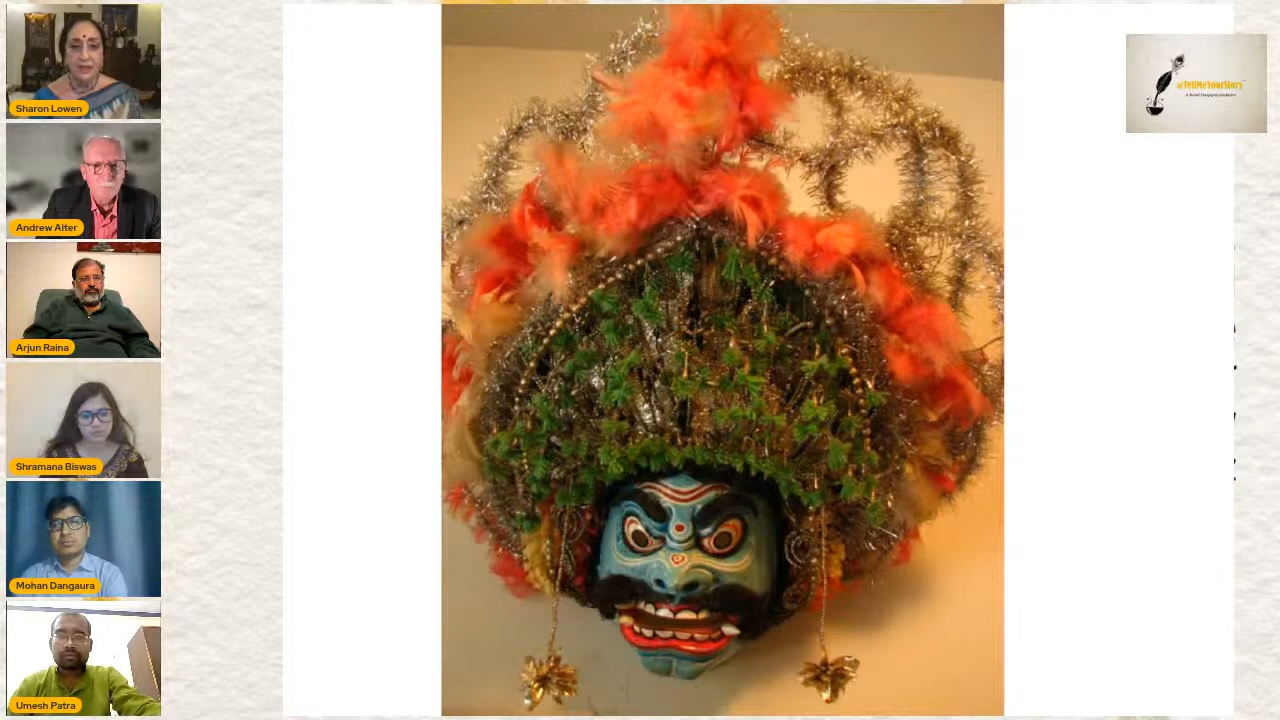 Sharon Lowen
Andrew Alter
Arjun Raina
Shramana Biswas
Mohan Dangaura
Umesh Patra
#TellMeYourStory